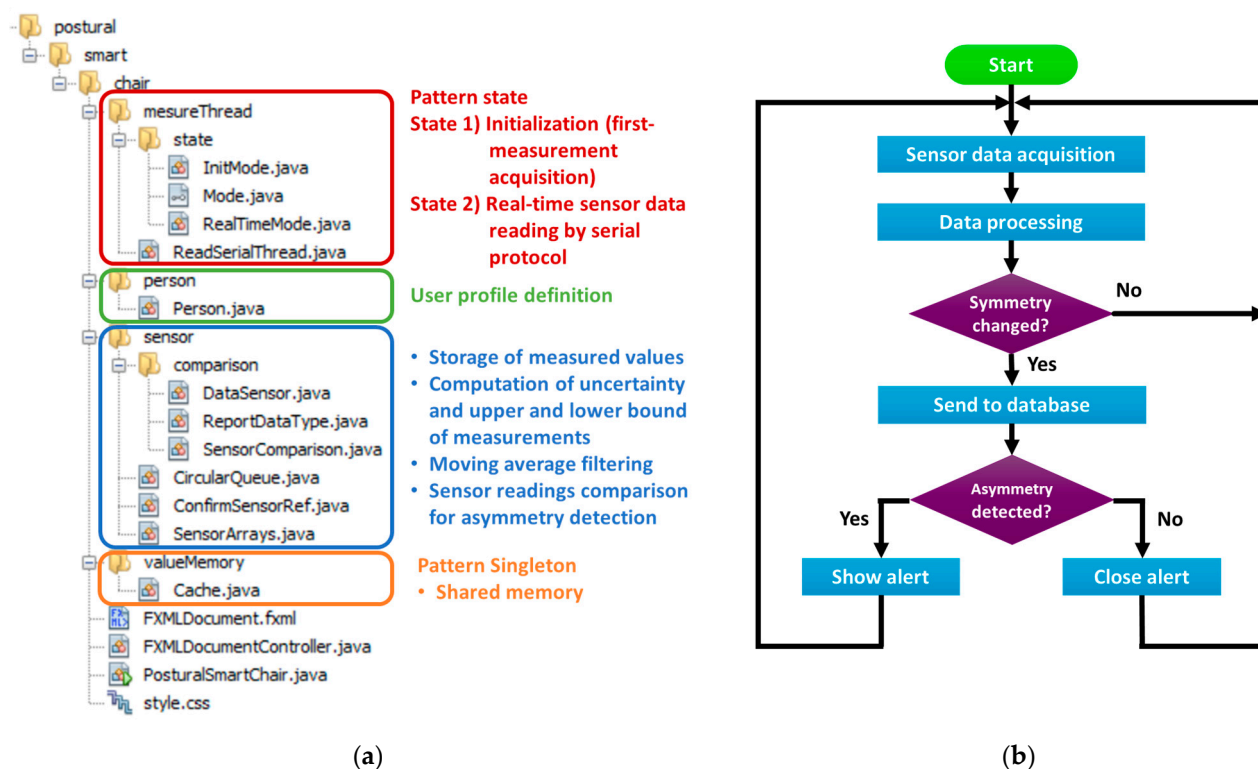 postural
smart
chair
mesureThread
state
InitMode.java
Mode.java
RealTimeMode.java
ReadSerialThread.java
person
Person.java
sensor
comparison
DataSensor.java
ReportDataType.java
SensorComparison.java
CircularQueue.java
ConfirmSensorRef.java
SensorArrays.java
valueMemory
Cache.java
FXMLDocument.fxml
FXMLDocumentController.java
PosturalSmartChair.java
style.css
Pattern state
State 1) Initialization (first-
measurement
acquisition)
State 2) Real-time sensor data
reading by serial
protocol
User profile definition
• Storage of measured values
• Computation of uncertainty
and upper and lower bound
of measurements
• Moving average filtering
• Sensor readings comparison
for asymmetry detection
Pattern Singleton
• Shared memory
(a)
Start
Sensor data acquisition
Data processing
Symmetry
changed?
No
Yes
Send to database
Asymmetry
detected?
Yes
No
Show alert
Close alert
(b)